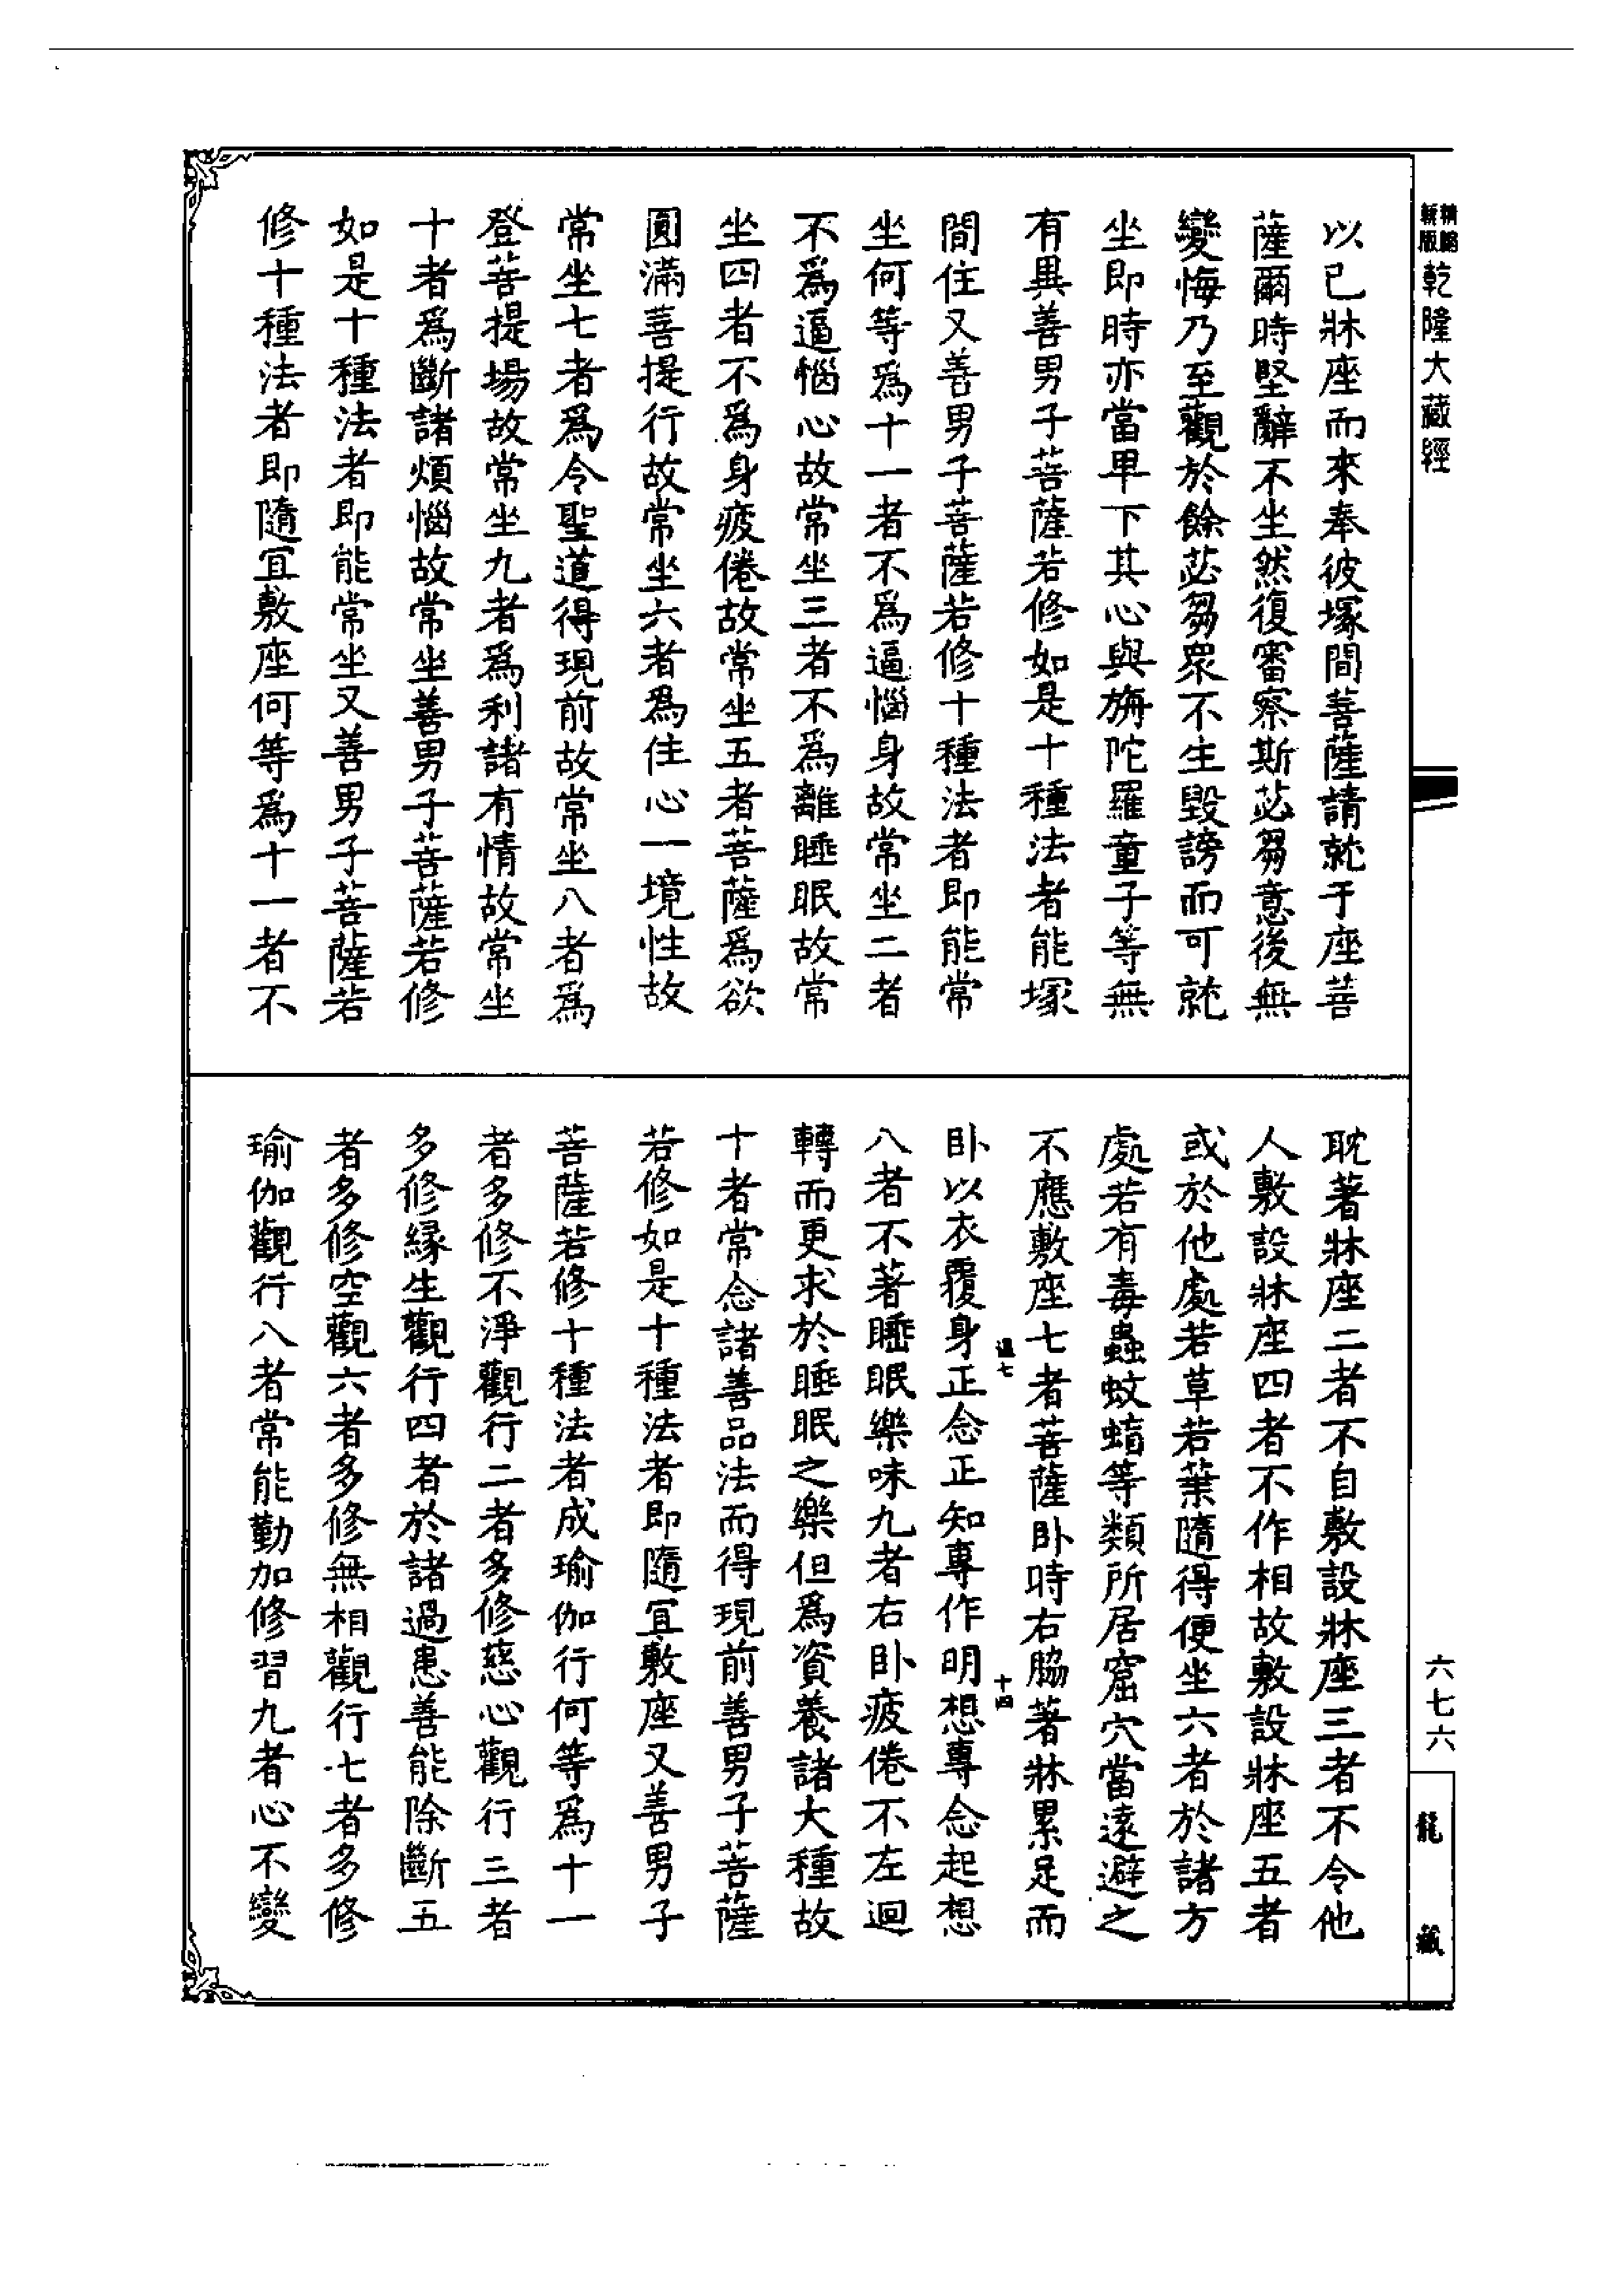 精縮新版乾隆大藏經
以已牀座而來奉彼塚間菩薩請就于座菩
薩爾時堅辭不坐然復審察斯苾芻意後無
變悔乃至觀於餘苾芻眾不生毀謗而可就
坐即時亦當卑下其心與旃陀羅童子等無
有異善男子菩薩若修如是十種法者能塚
間住又善男子菩薩若修十種法者即能常
坐何等為十一者不為逼惱身故常坐二者
不為逼惱心故常坐三者不為離睡眠故常
坐四者不為身疲倦故常坐五者菩薩為欲
圓滿菩提行故常坐六者為住心一境性故
常坐七者為令聖道得現前故常坐八者為
登菩提場故常坐九者為利諸有情故常坐
十者為斷諸煩惱故常坐善男子菩薩若修
如是十種法者即能常坐又善男子菩薩若
修十種法者即隨宜敷座何等為十一者不
耽著牀座二者不自敷設牀座三者不令他
人敷設牀座四者不作相故敷設牀座五者
或於他處若草若葉隨得便坐六者於諸方
處若有毒蟲蚊蝱等類所居窟穴當遠避之
不應敷座七者菩薩卧時右脇著牀累足而
卧以衣覆身正念正知專作明想專念起想
八者不著睡眠樂味九者右卧疲倦不左迴
轉而更求於睡眠之樂但為資養諸大種故
十者常念諸善品法而得現前善男子菩薩
若修如是十種法者即隨宜敷座又善男子
菩薩若修十種法者成瑜伽行何等為十一
者多修不淨觀行二者多修慈心觀行三者
多修緣生觀行四者於諸過患善能除斷五
者多修空觀六者多修無相觀行七者多修
瑜伽觀行八者常能勤加修習九者心不變
七
十四
六七六
龍藏